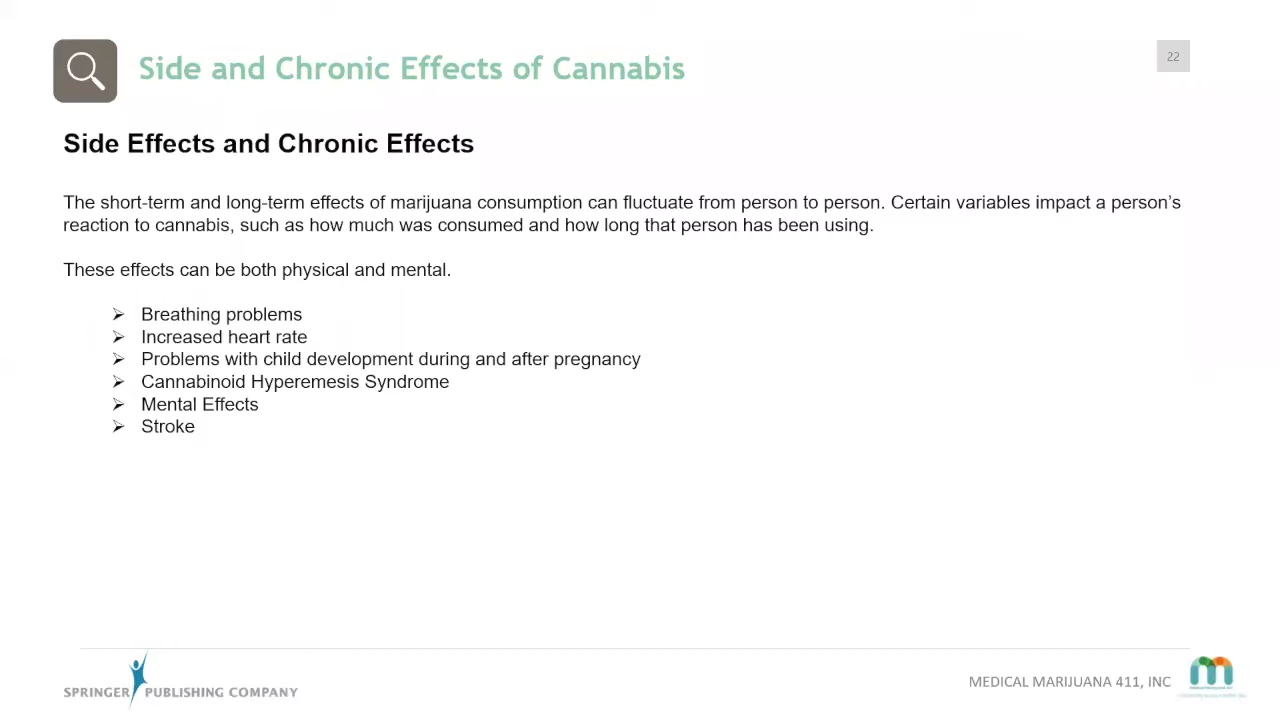 Side and Chronic Effects of Cannabis
22
Side Effects and Chronic Effects
The short-term and long-term effects of marijuana consumption can fluctuate from person to person. Certain variables impact a person’s
reaction to cannabis, such as how much was consumed and how long that person has been using.
These effects can be both physical and mental.
Breathing problems
Increased heart rate
Problems with child development during and after pregnancy
Cannabinoid Hyperemesis Syndrome
Mental Effects
Stroke
SPRINGER PUBLISHING COMPANY
MEDICAL MARIJUANA 411, INC